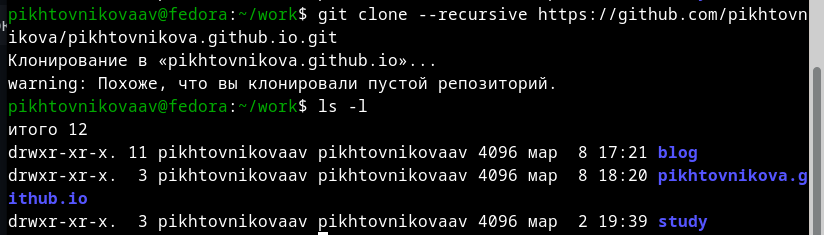 pikhtovnikovaav@fedora:~/work$ git clone --recursive https://github.com/pikhtovn
ikova/pikhtovnikova.github.io.git
Клонирование в «pikhtovnikova.github.io»...
warning: Похоже, что вы клонировали пустой репозиторий.
pikhtovnikovaav@fedora:~/work$ ls -l
итого 12
drwxr-xr-x. 11 pikhtovnikovaav pikhtovnikovaav 4096 мар  8 17:21 blog
drwxr-xr-x.  3 pikhtovnikovaav pikhtovnikovaav 4096 мар  8 18:20 pikhtovnikova.g
ithub.io
drwxr-xr-x.  3 pikhtovnikovaav pikhtovnikovaav 4096 мар  2 19:39 study